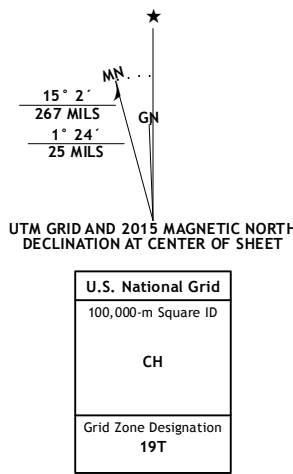 MN
GN
15° 2´
267 MILS
1° 24´
25 MILS
UTM GRID AND 2015 MAGNETIC NORTH
DECLINATION AT CENTER OF SHEET
U.S. National Grid
100,000-m Square ID
CH
Grid Zone Designation
19T